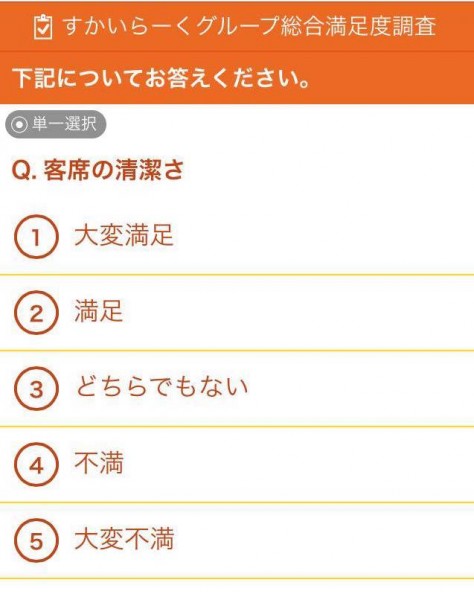 すかいらーくグループ総合満足度調査
下記についてお答えください。
単一選択
Q. 客席の清潔さ
1 大変満足
2 満足
3 どちらでもない
4 不満
5 大変不満